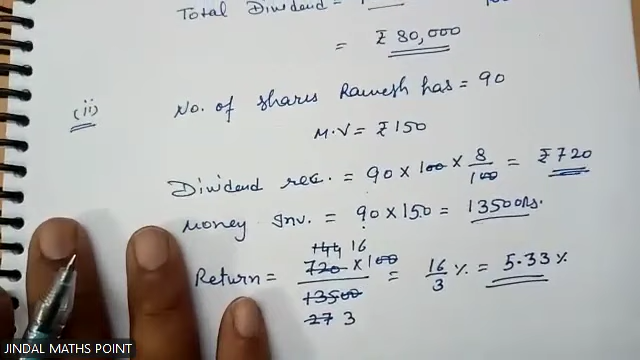 Total Dividend =
= ₹ 80,000
(ii) No. of shares Ramesh has = 90
M.V = ₹ 150
Dividend rec. = 90 × 100 × 8/100 = ₹ 720
Money Inv. = 90 × 150 = 13500 Rs.
144 16
Return = 720 × 100 / 13500 = 16/3 % = 5.33 %
27 3
JINDAL MATHS POINT